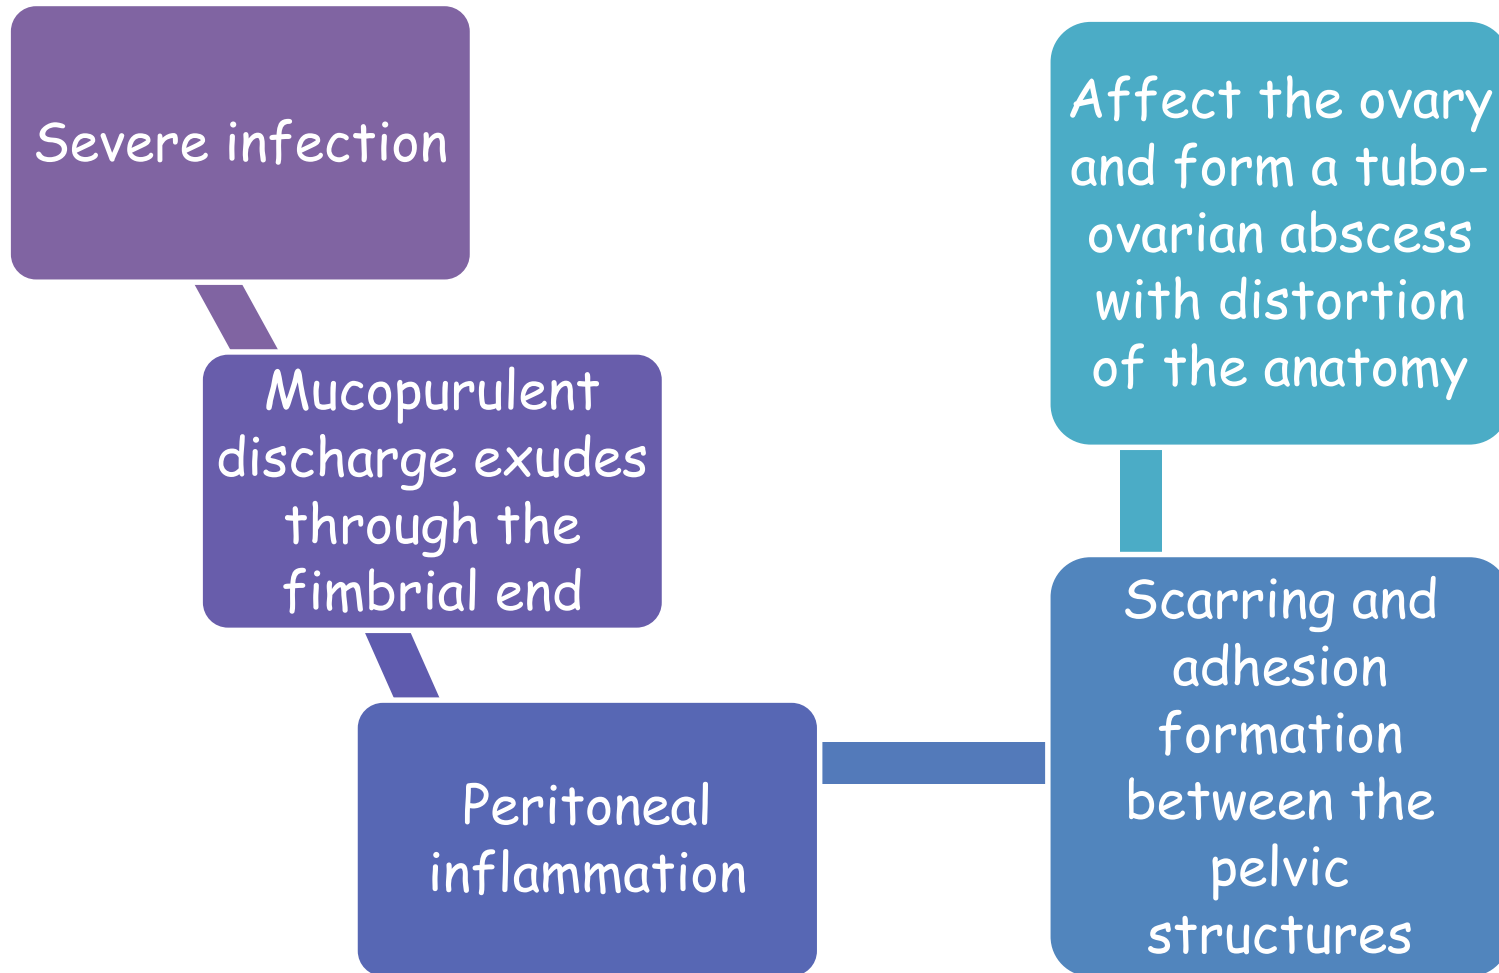 Severe infection
Mucopurulent
discharge exudes
through the
fimbrial end
Peritoneal
inflammation
Scarring and
adhesion
formation
between the
pelvic
structures
Affect the ovary
and form a tubo-
ovarian abscess
with distortion
of the anatomy